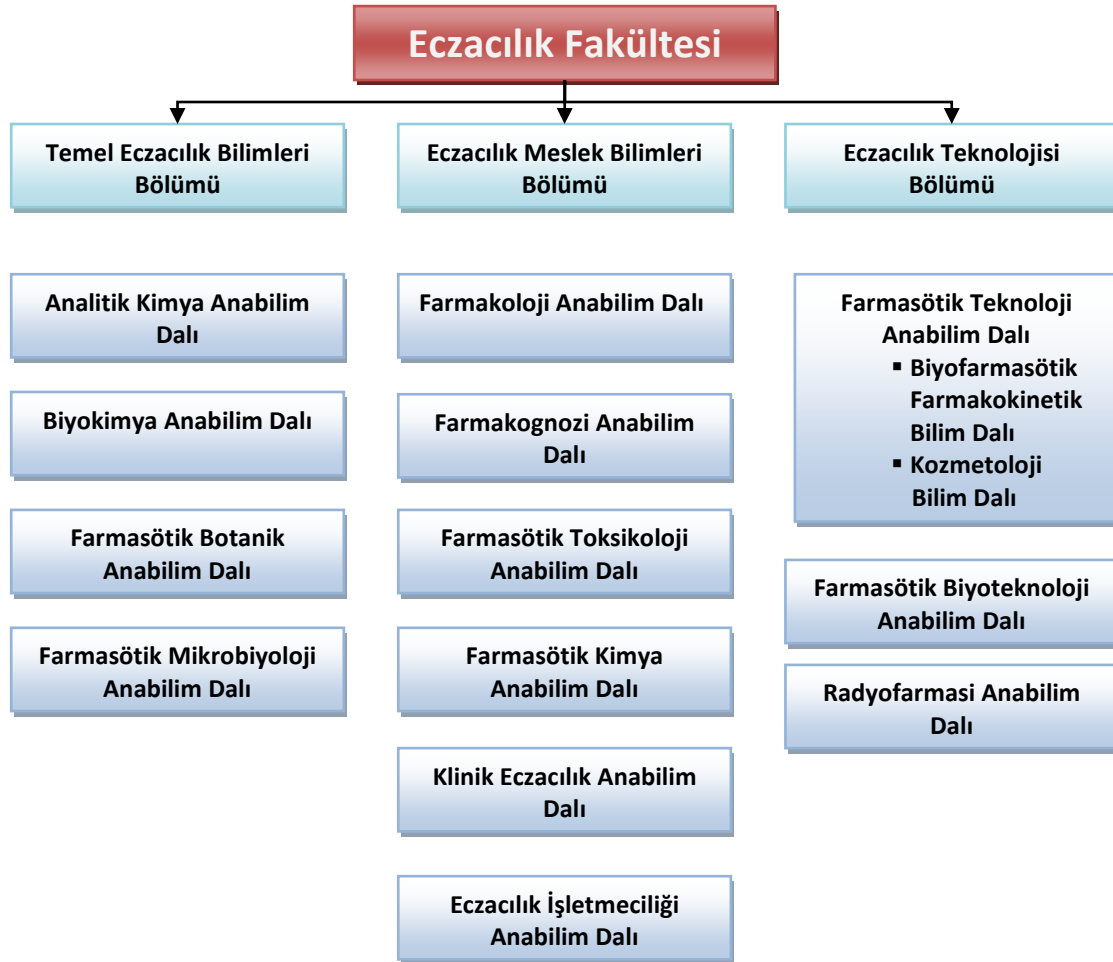 Eczacılık Fakültesi
Temel Eczacılık Bilimleri
Bölümü
Eczacılık Meslek Bilimleri
Bölümü
Eczacılık Teknolojisi
Bölümü
Analitik Kimya Anabilim
Dalı
Biyokimya Anabilim Dalı
Farmasötik Botanik
Anabilim Dalı
Farmasötik Mikrobiyoloji
Anabilim Dalı
Farmakoloji Anabilim Dalı
Farmakognozi Anabilim
Dalı
Farmasötik Toksikoloji
Anabilim Dalı
Farmasötik Kimya
Anabilim Dalı
Klinik Eczacılık Anabilim
Dalı
Eczacılık İşletmeciliği
Anabilim Dalı
Farmasötik Teknoloji
Anabilim Dalı
▪ Biyofarmasötik
Farmakokinetik
Bilim Dalı
▪ Kozmetoloji
Bilim Dalı
Farmasötik Biyoteknoloji
Anabilim Dalı
Radyofarmasi Anabilim
Dalı